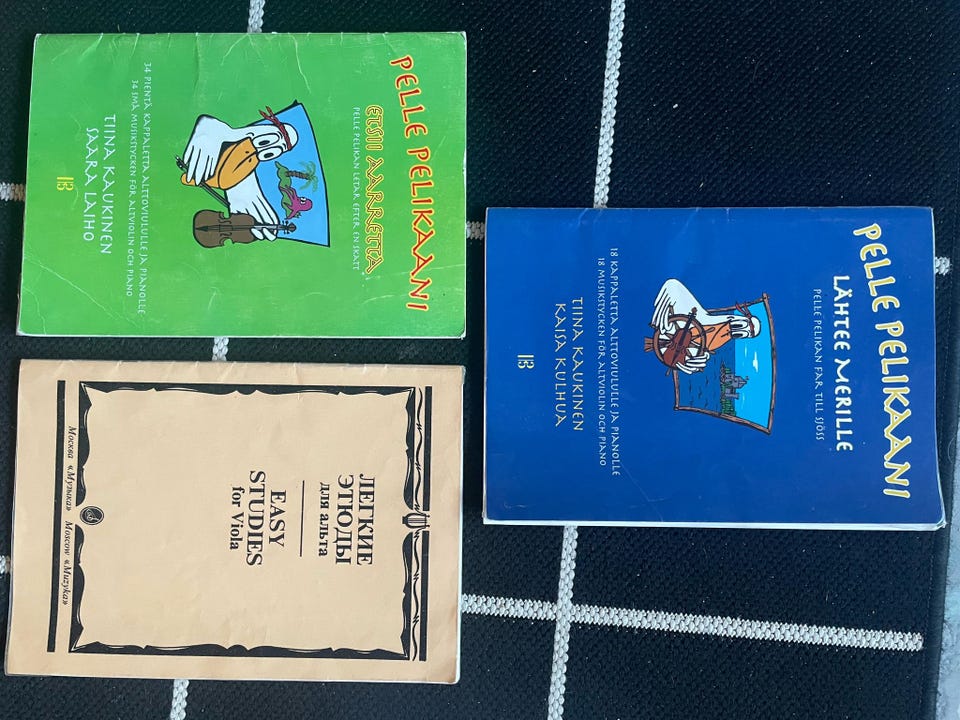 PELLE PELIKAANI
ETSII AARRETTA
PELLE PELIKAN LETAR EFTER EN SKATT
34 PIENTÄ KAPPALETTA ALTTOVIULULLE JA PIANOLLE
34 SMÅ MUSIKSTYCKEN FÖR ALTVIOLIN OCH PIANO
TIINA KAUKINEN
SAARA LAIHO
PELLE PELIKAANI
LÄHTEE MERILLE
PELLE PELIKAN FAR TILL SJÖSS
18 KAPPALETTA ALTTOVIULULLE JA PIANOLLE
18 MUSIKSTYCKEN FÖR ALTVIOLIN OCH PIANO
TIINA KAUKINEN
KAISA KULHUA
ЛЕГКИЕ
ЭТЮДЫ
для альта
EASY
STUDIES
for Viola
Москва «Музыка» Moscow «Muzyka»